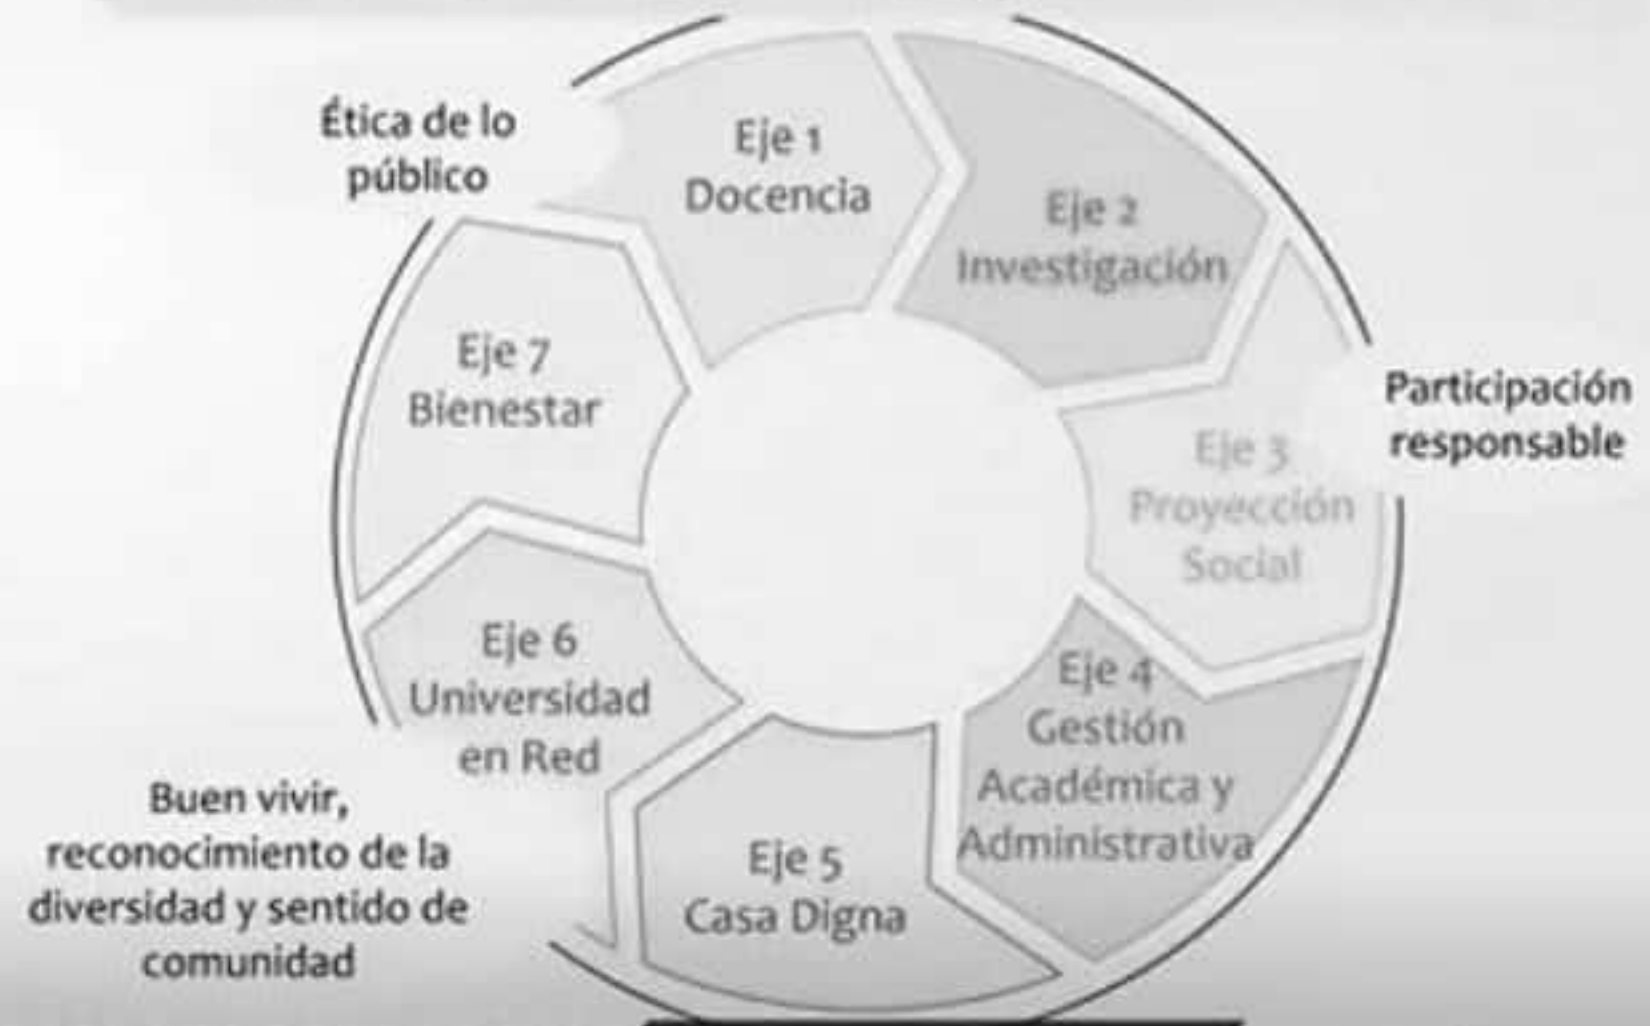 Ética de lo
público
Eje 1
Docencia
Eje 2
Investigación
Participación
responsable
Eje 3
Proyección
Social
Eje 4
Gestión
Académica y
Administrativa
Eje 5
Casa Digna
Eje 6
Universidad
en Red
Eje 7
Bienestar
Buen vivir,
reconocimiento de la
diversidad y sentido de
comunidad